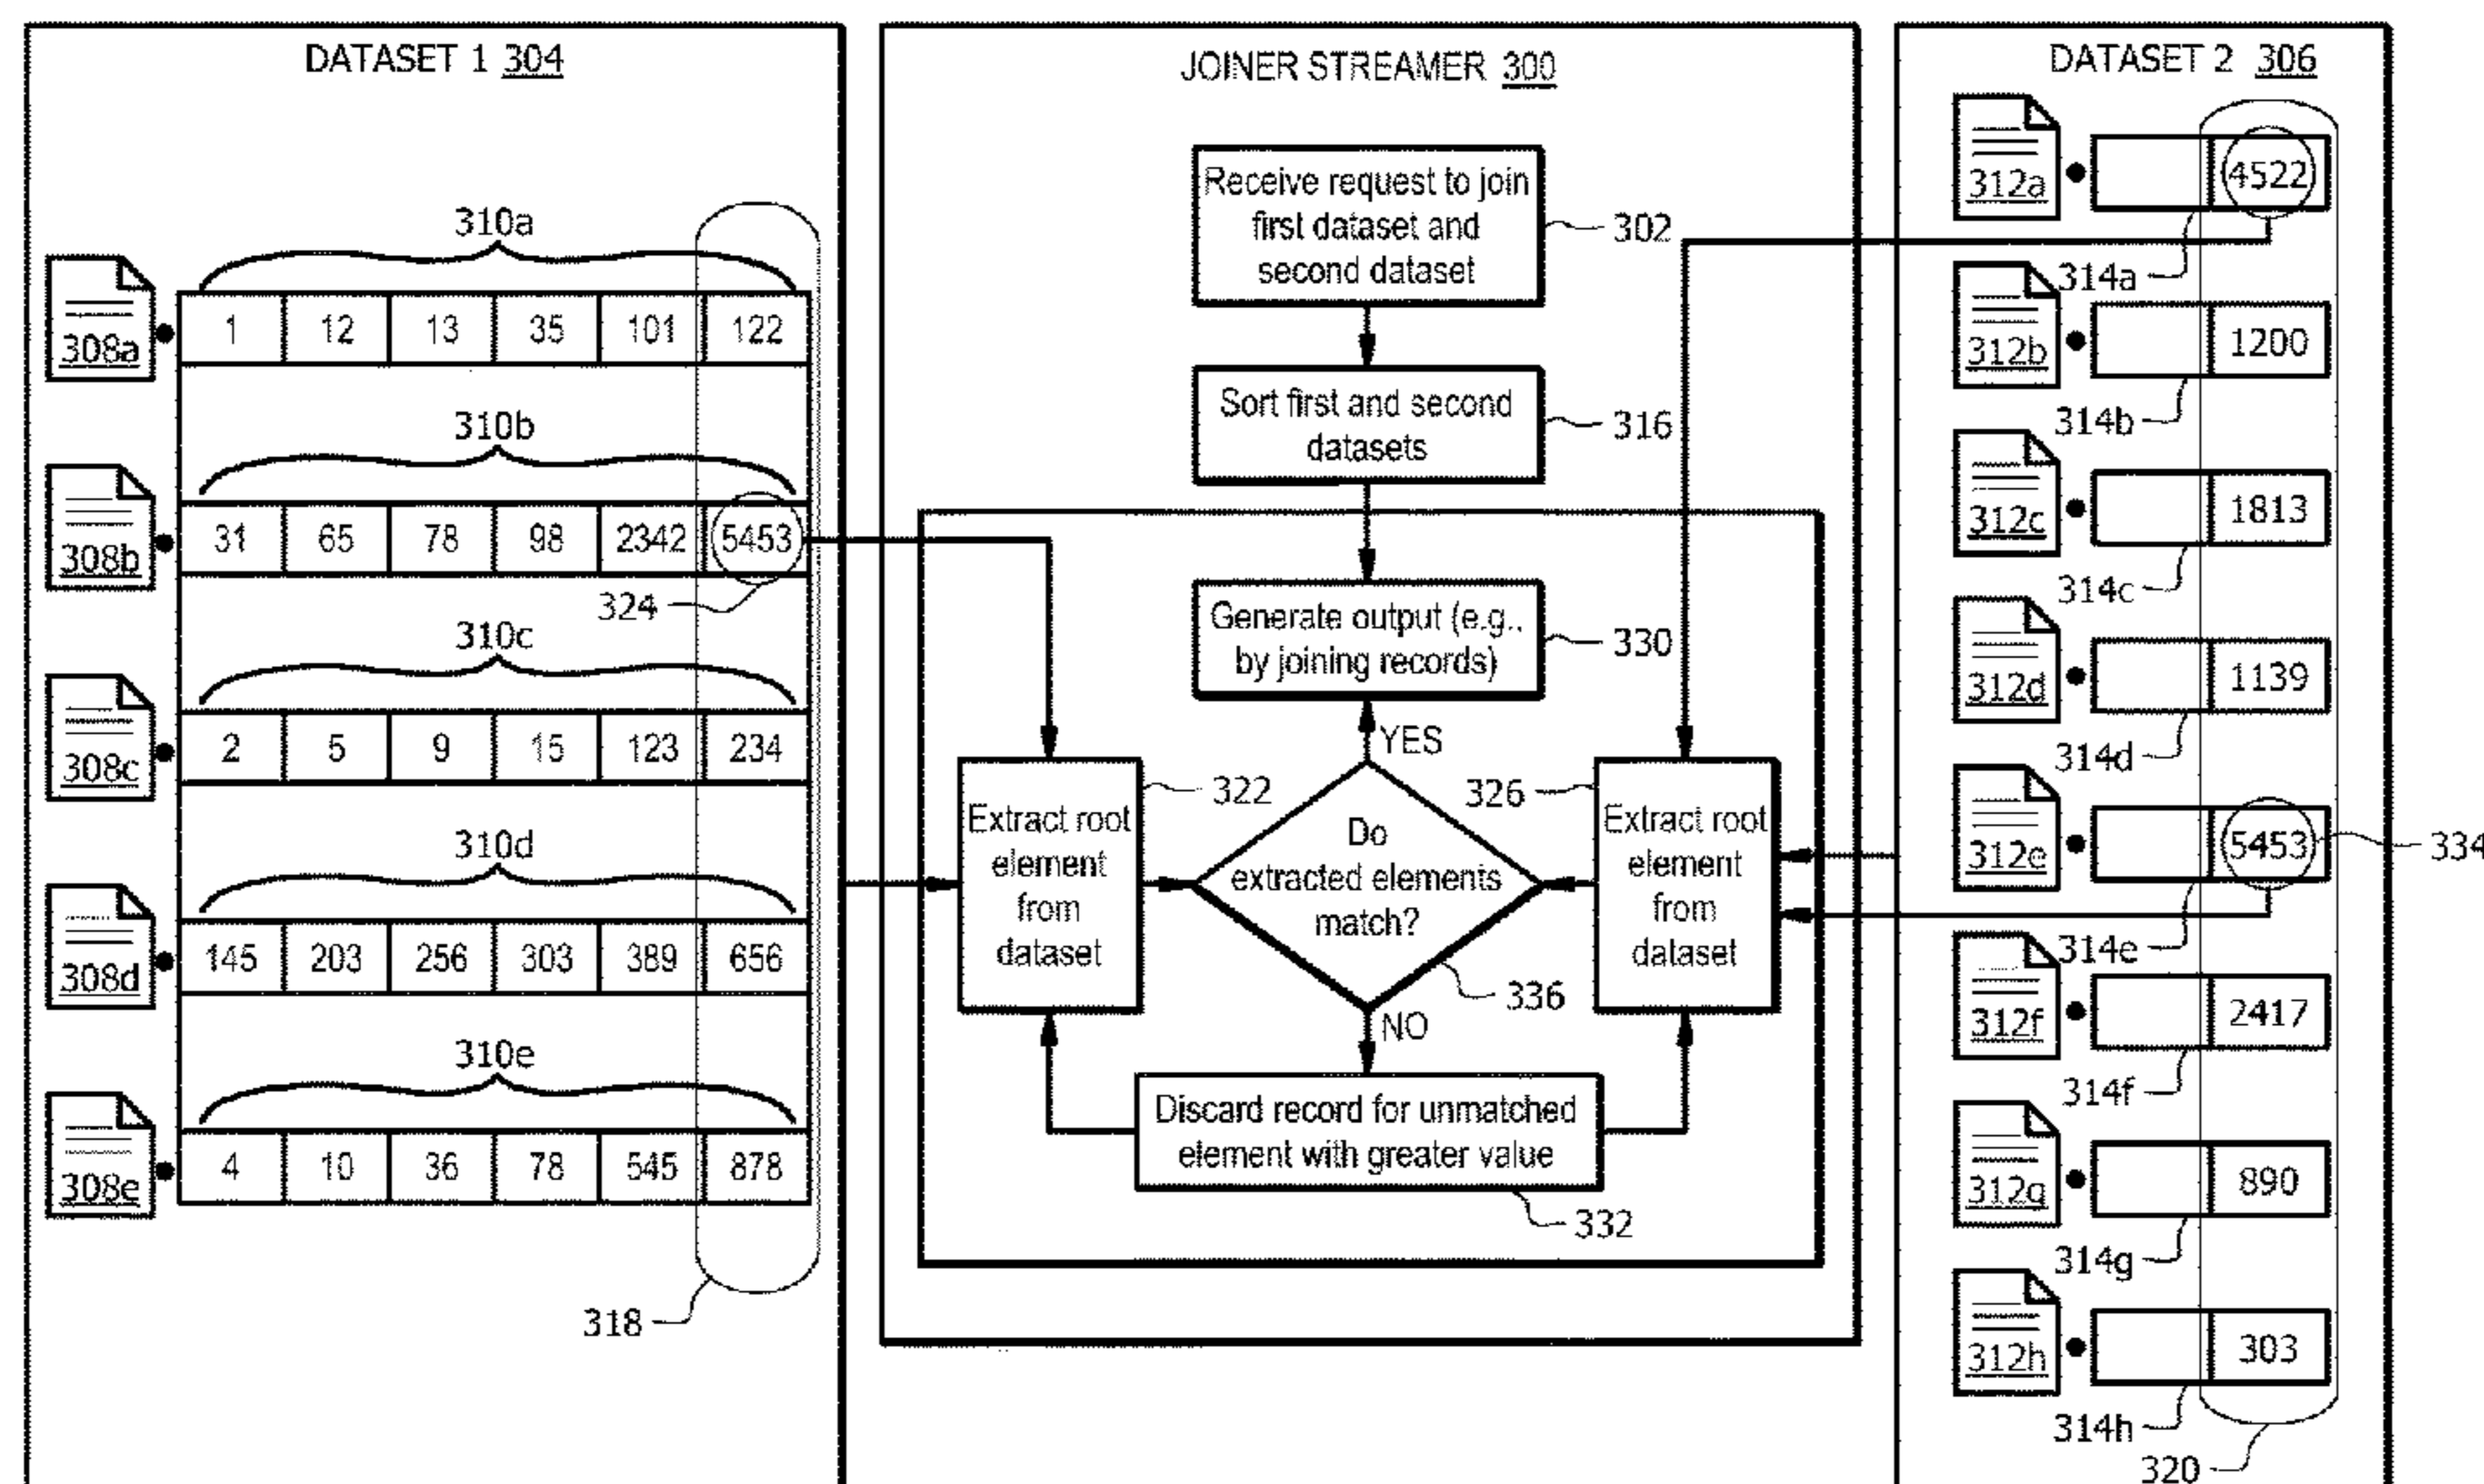 DATASET 1 304
310a
308a 1 12 13 35 101 122
310b
308b 31 65 78 98 2342 5453
324
310c
308c 2 5 9 15 123 234
310d
308d 145 203 256 303 389 656
310e
308e 4 10 36 78 545 878
318
JOINER STREAMER 300
Receive request to join
first dataset and
second dataset
302
Sort first and second
datasets
316
Generate output (e.g.,
by joining records)
330
YES
322
Extract root
element
from
dataset
Do
extracted elements
match?
336
326
Extract root
element
from
dataset
NO
Discard record for unmatched
element with greater value
332
DATASET 2 306
312a 4522
314a
312b 1200
314b
312c 1813
314c
312d 1139
314d
312e 5453
334
314e
312f 2417
314f
312g 890
314g
312h 303
314h
320